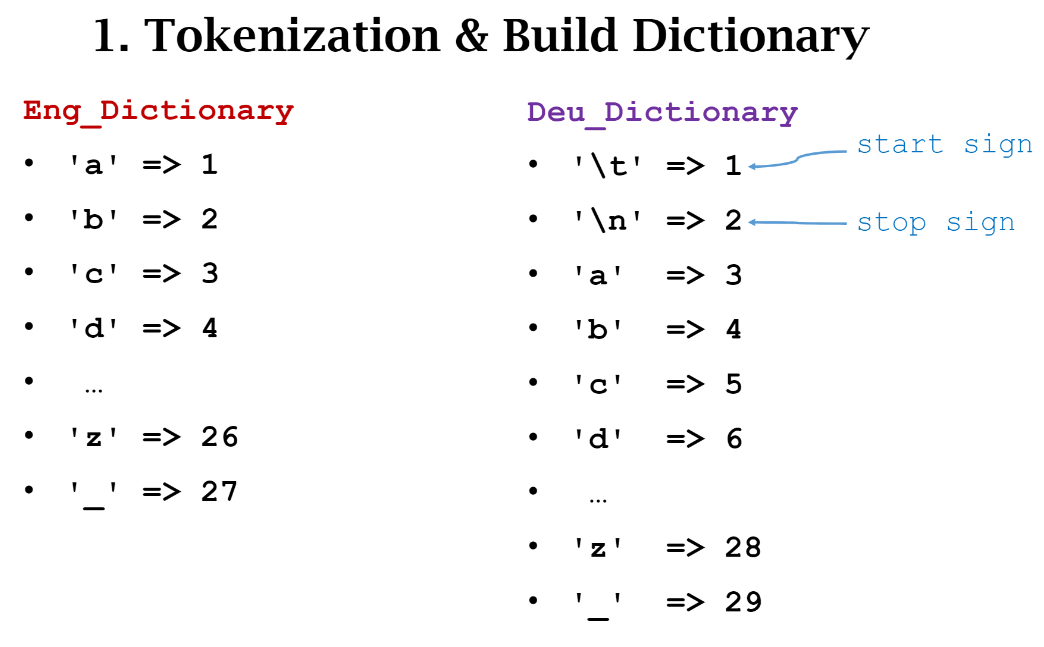 1. Tokenization & Build Dictionary
Eng_Dictionary
• 'a' => 1
• 'b' => 2
• 'c' => 3
• 'd' => 4
• …
• 'z' => 26
• '_' => 27
Deu_Dictionary
• '\t' => 1
start sign
• '\n' => 2
stop sign
• 'a' => 3
• 'b' => 4
• 'c' => 5
• 'd' => 6
• …
• 'z' => 28
• '_' => 29